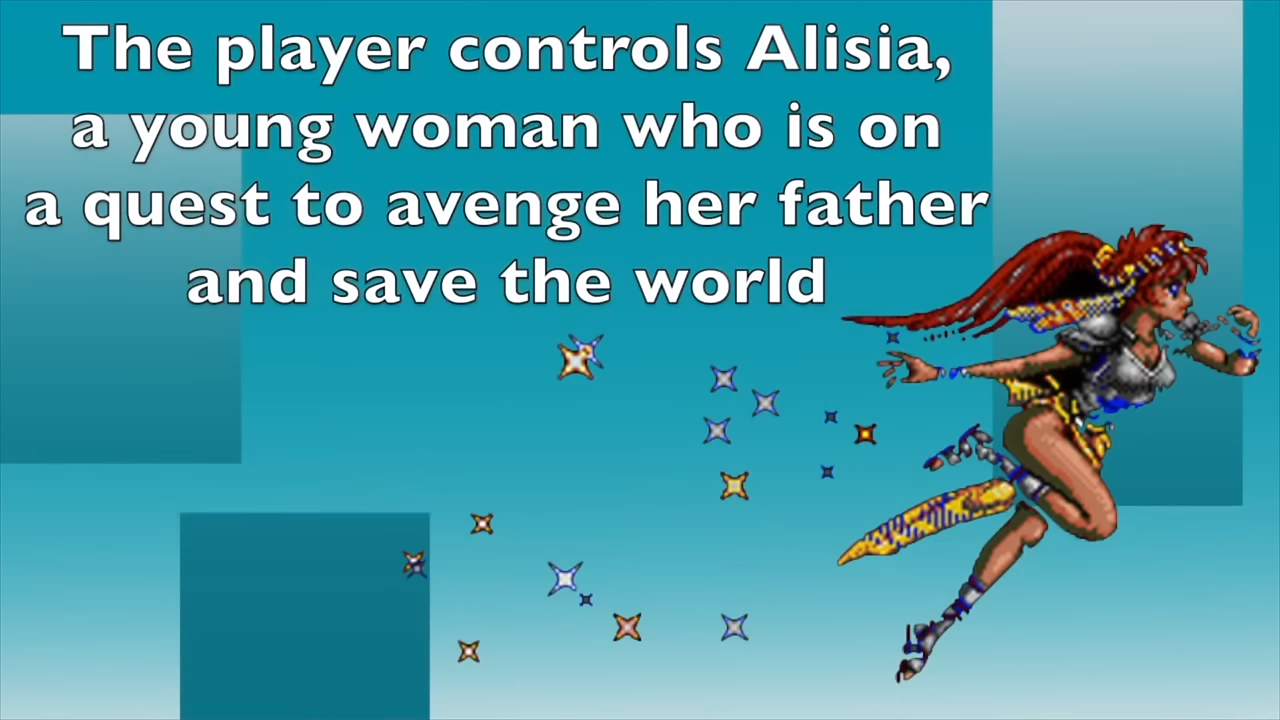 The player controls Alisia,
a young woman who is on
a quest to avenge her father
and save the world